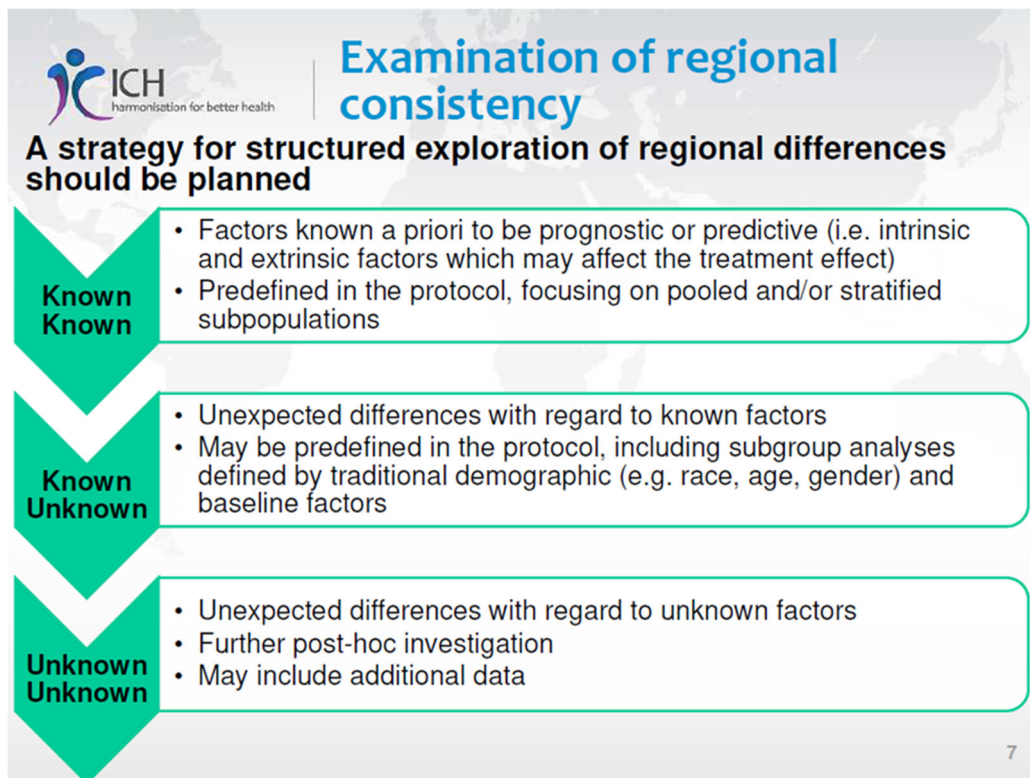 ICH
harmonisation for better health
Examination of regional
consistency
A strategy for structured exploration of regional differences
should be planned
Known
Known
• Factors known a priori to be prognostic or predictive (i.e. intrinsic
and extrinsic factors which may affect the treatment effect)
• Predefined in the protocol, focusing on pooled and/or stratified
subpopulations
Known
Unknown
• Unexpected differences with regard to known factors
• May be predefined in the protocol, including subgroup analyses
defined by traditional demographic (e.g. race, age, gender) and
baseline factors
Unknown
Unknown
• Unexpected differences with regard to unknown factors
• Further post-hoc investigation
• May include additional data
7